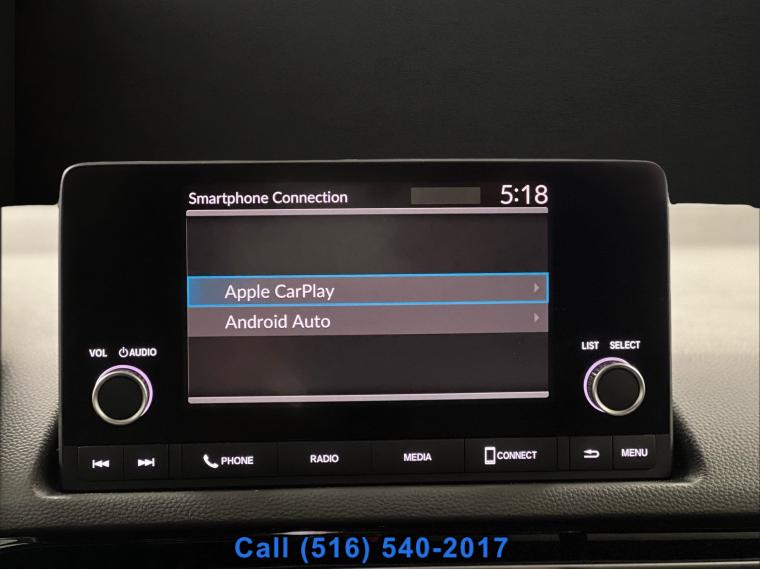 Smartphone Connection 5:18
Apple CarPlay
Android Auto
VOL AUDIO
LIST SELECT
PHONE RADIO MEDIA CONNECT MENU
Call (516) 540-2017